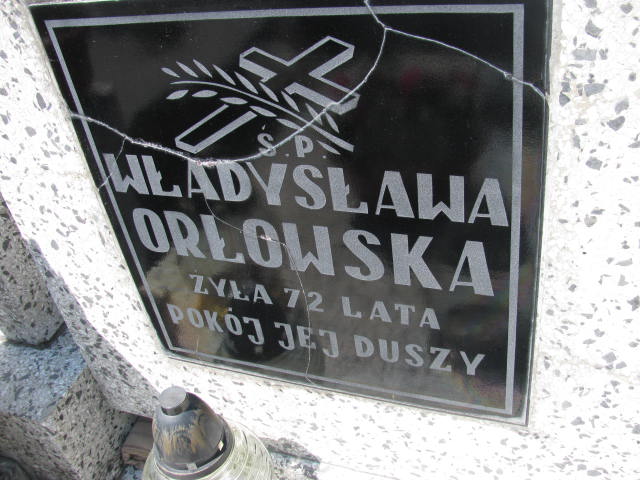 Ś.P.
WŁADYSŁAWA
ORŁOWSKA
ŻYŁA 72 LATA
POKÓJ JEJ DUSZY